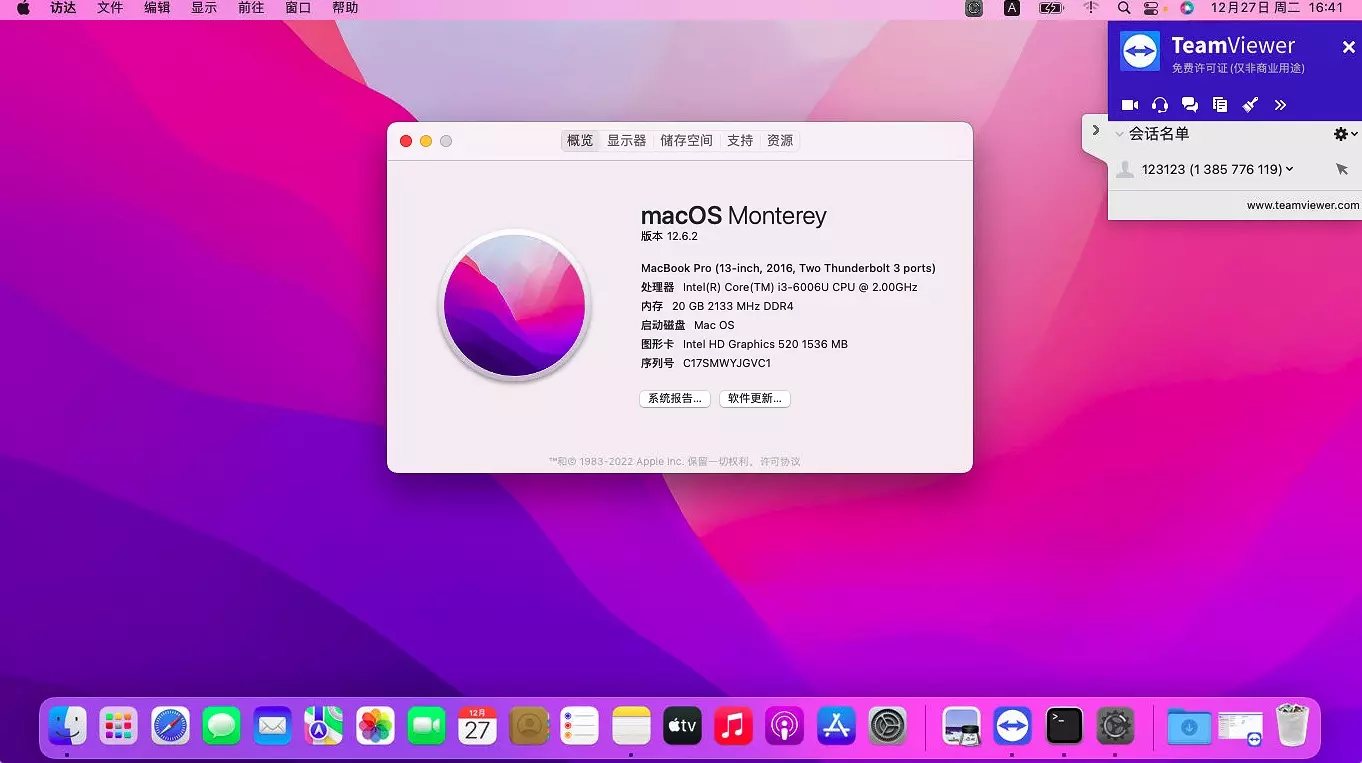 访达 文件 编辑 显示 前往 窗口 帮助 A 12月27日 周二 16:41
TeamViewer
免费许可证(仅非商业用途)
会话名单
123123 (1 385 776 119)
www.teamviewer.com
概览 显示器 储存空间 支持 资源
macOS Monterey
版本 12.6.2
MacBook Pro (13-inch, 2016, Two Thunderbolt 3 ports)
处理器 Intel(R) Core(TM) i3-6006U CPU @ 2.00GHz
内存 20 GB 2133 MHz DDR4
启动磁盘 Mac OS
图形卡 Intel HD Graphics 520 1536 MB
序列号 C17SMWYJGVC1
系统报告... 软件更新...
™和© 1983-2022 Apple Inc. 保留一切权利。许可协议
12月
27
tv
>_